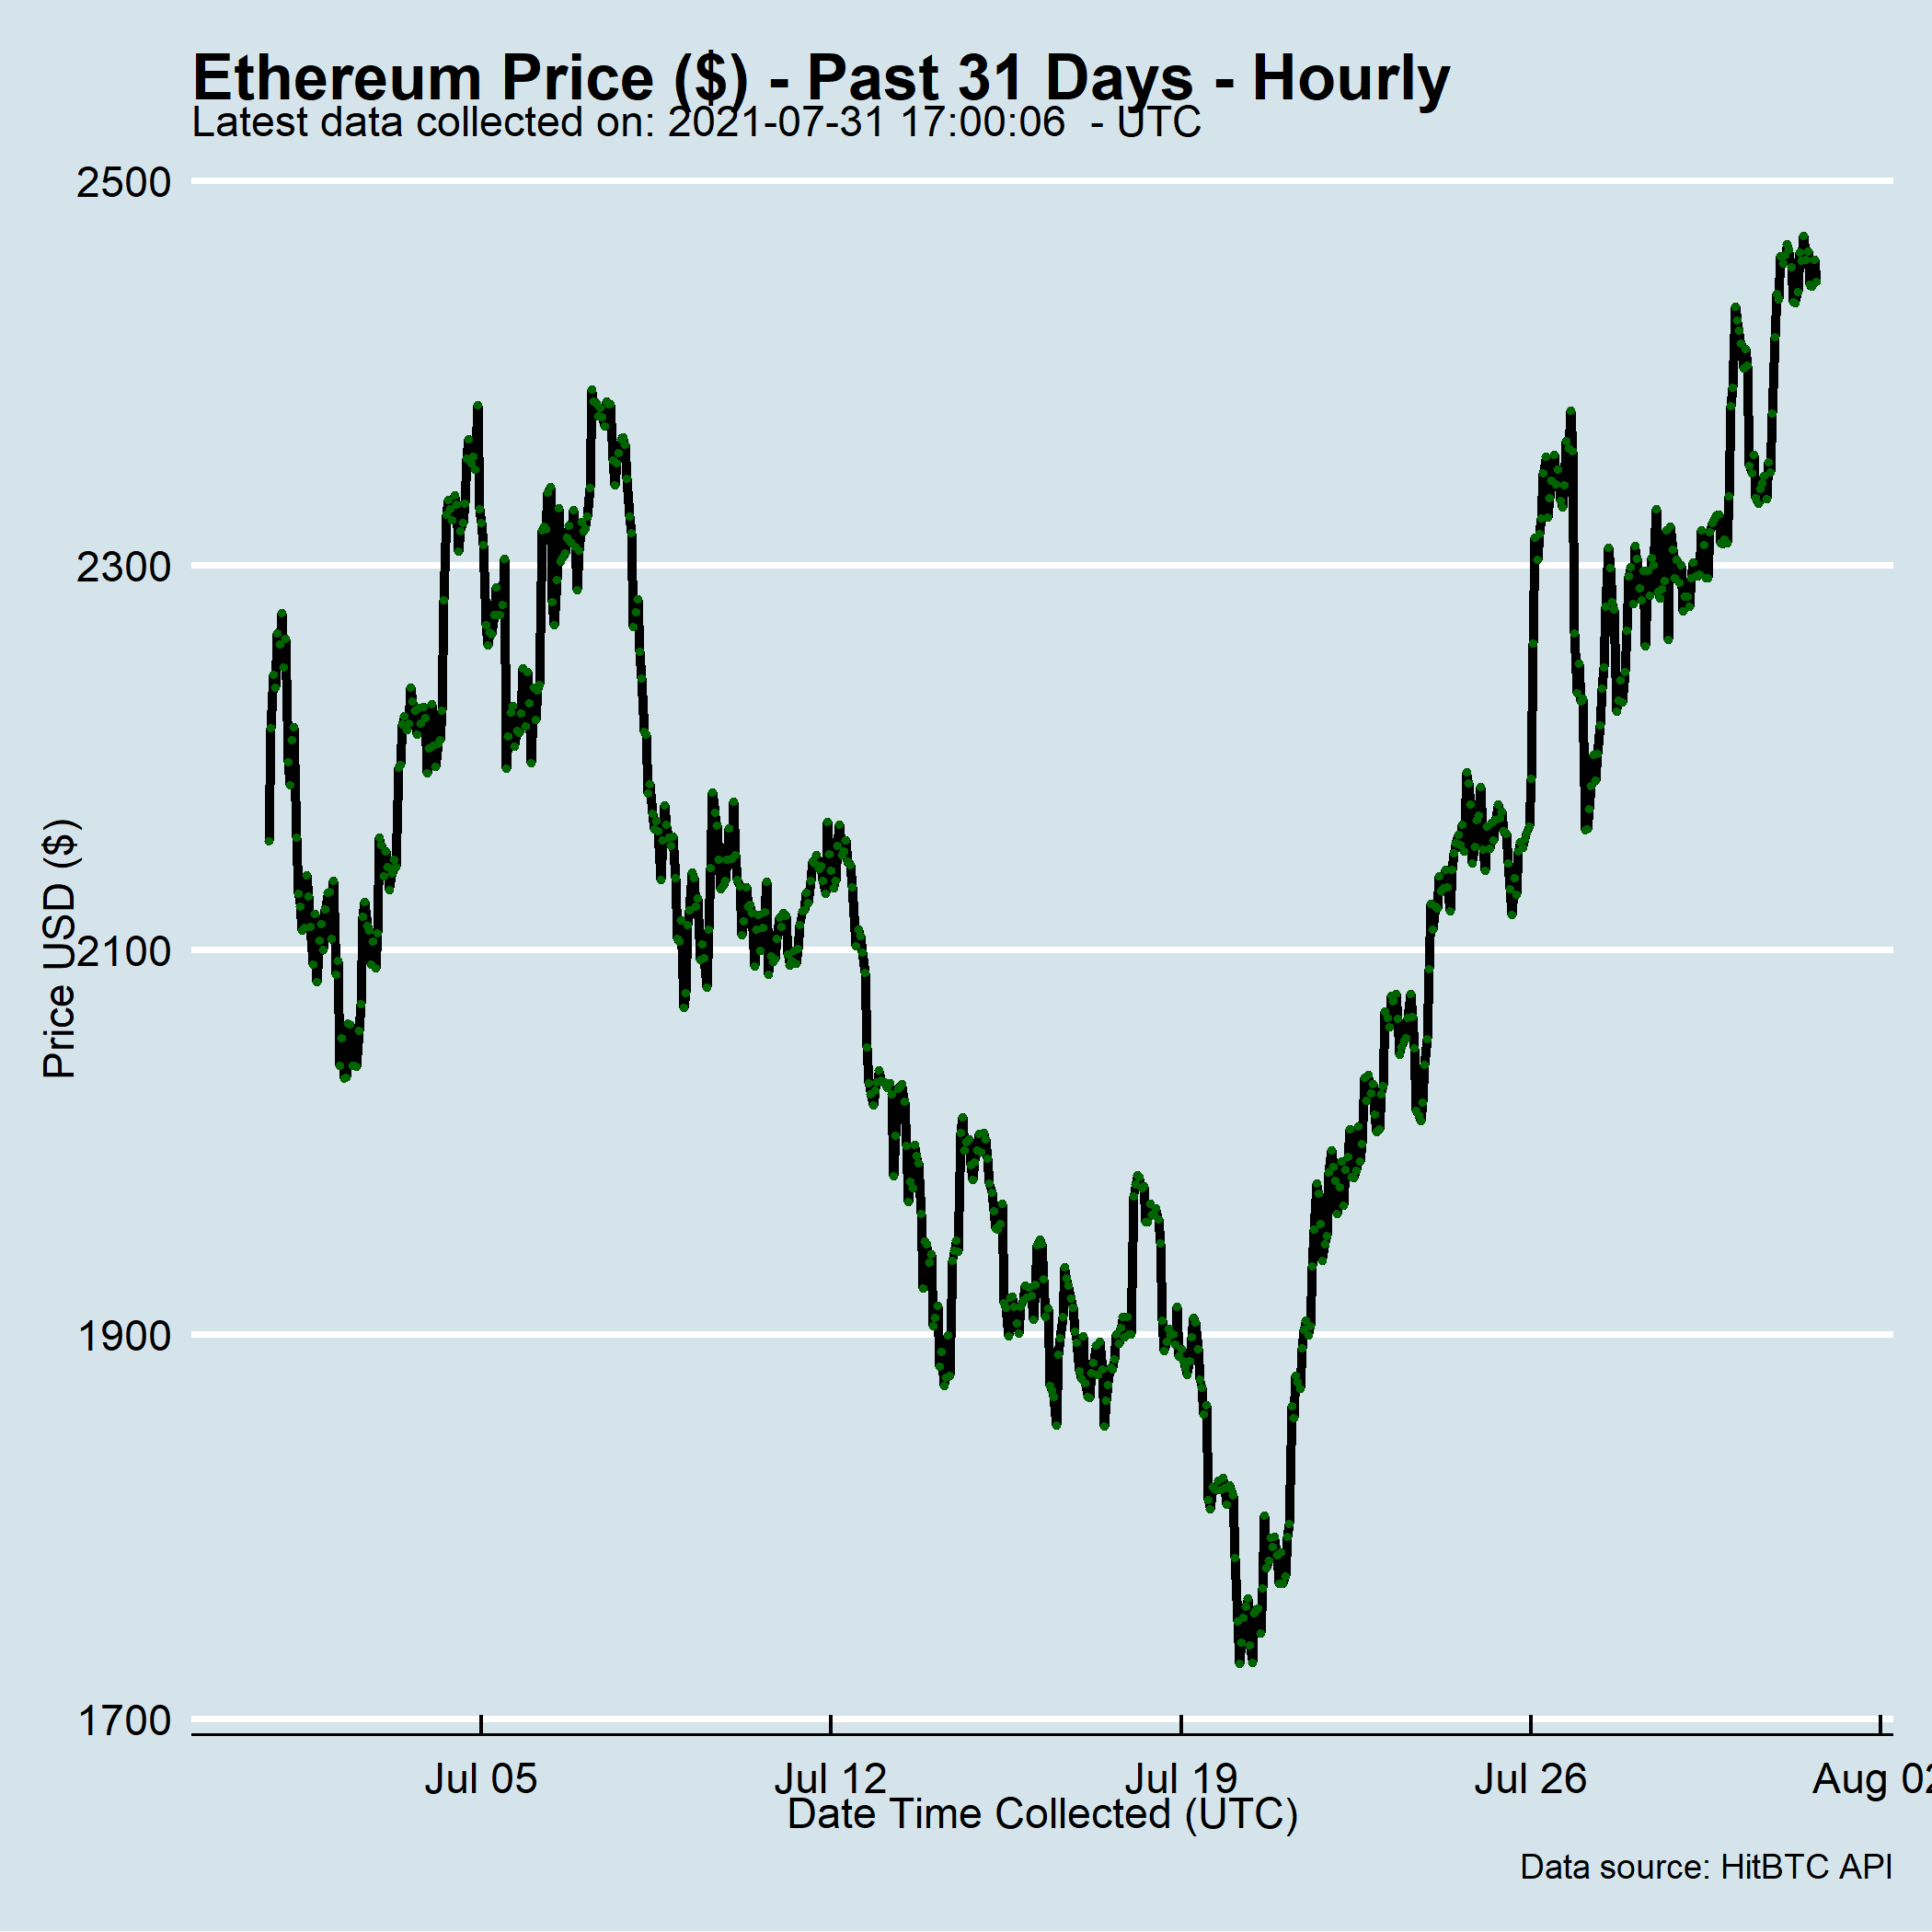 Ethereum Price ($) - Past 31 Days - Hourly
Latest data collected on: 2021-07-31 17:00:06  - UTC
Price USD ($)
2500
2300
2100
1900
1700
Jul 05
Jul 12
Jul 19
Jul 26
Aug 02
Date Time Collected (UTC)
Data source: HitBTC API